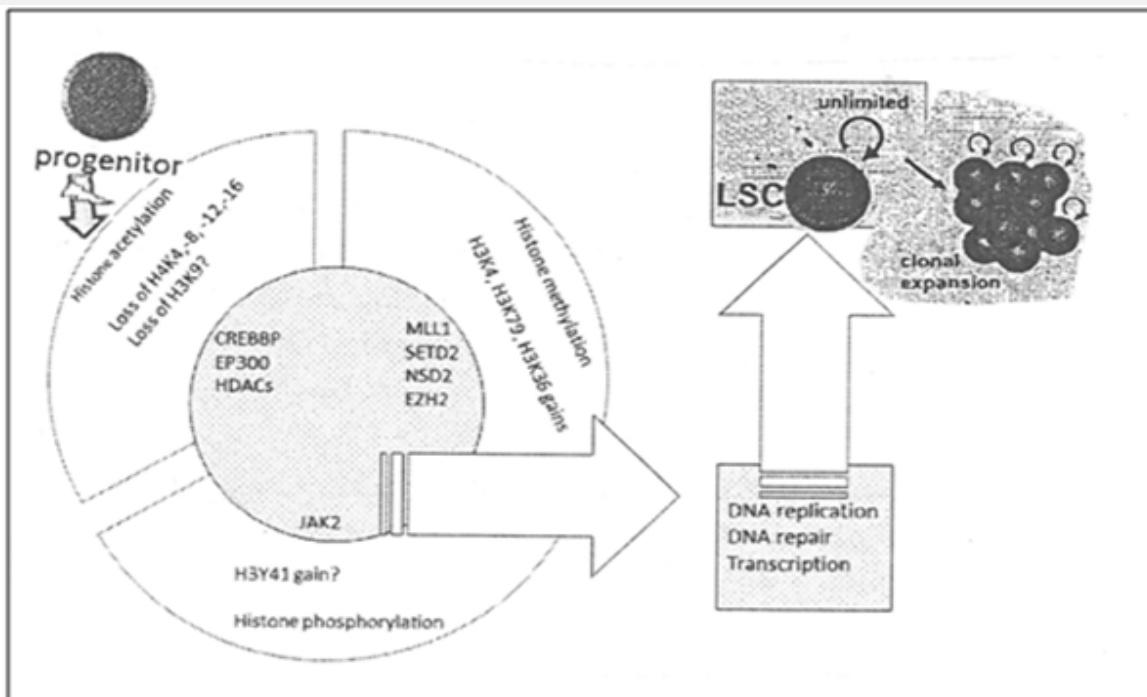 progenitor
Histone acetylation
Loss of H4K4,-8, -12,-16
Loss of H3K9?
CREBBP
EP300
HDACs
MLL1
SETD2
NSD2
EZH2
Histone methylation
H3K4, H3K79, H3K36 gains
JAK2
H3Y41 gain?
Histone phosphorylation
unlimited
LSC
clonal
expansion
DNA replication
DNA repair
Transcription